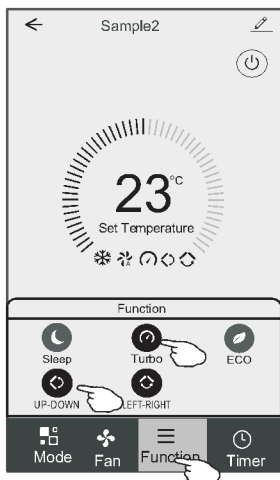 Sample2
23°C
Set Temperature
A
Function
Sleep Turbo ECO
UP-DOWN LEFT-RIGHT
Mode Fan Function Timer